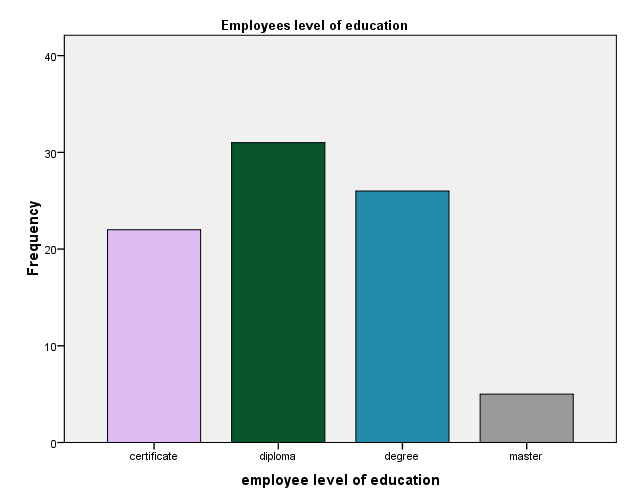 Employees level of education
40
30
20
10
0
Frequency
certificate diploma degree master
employee level of education